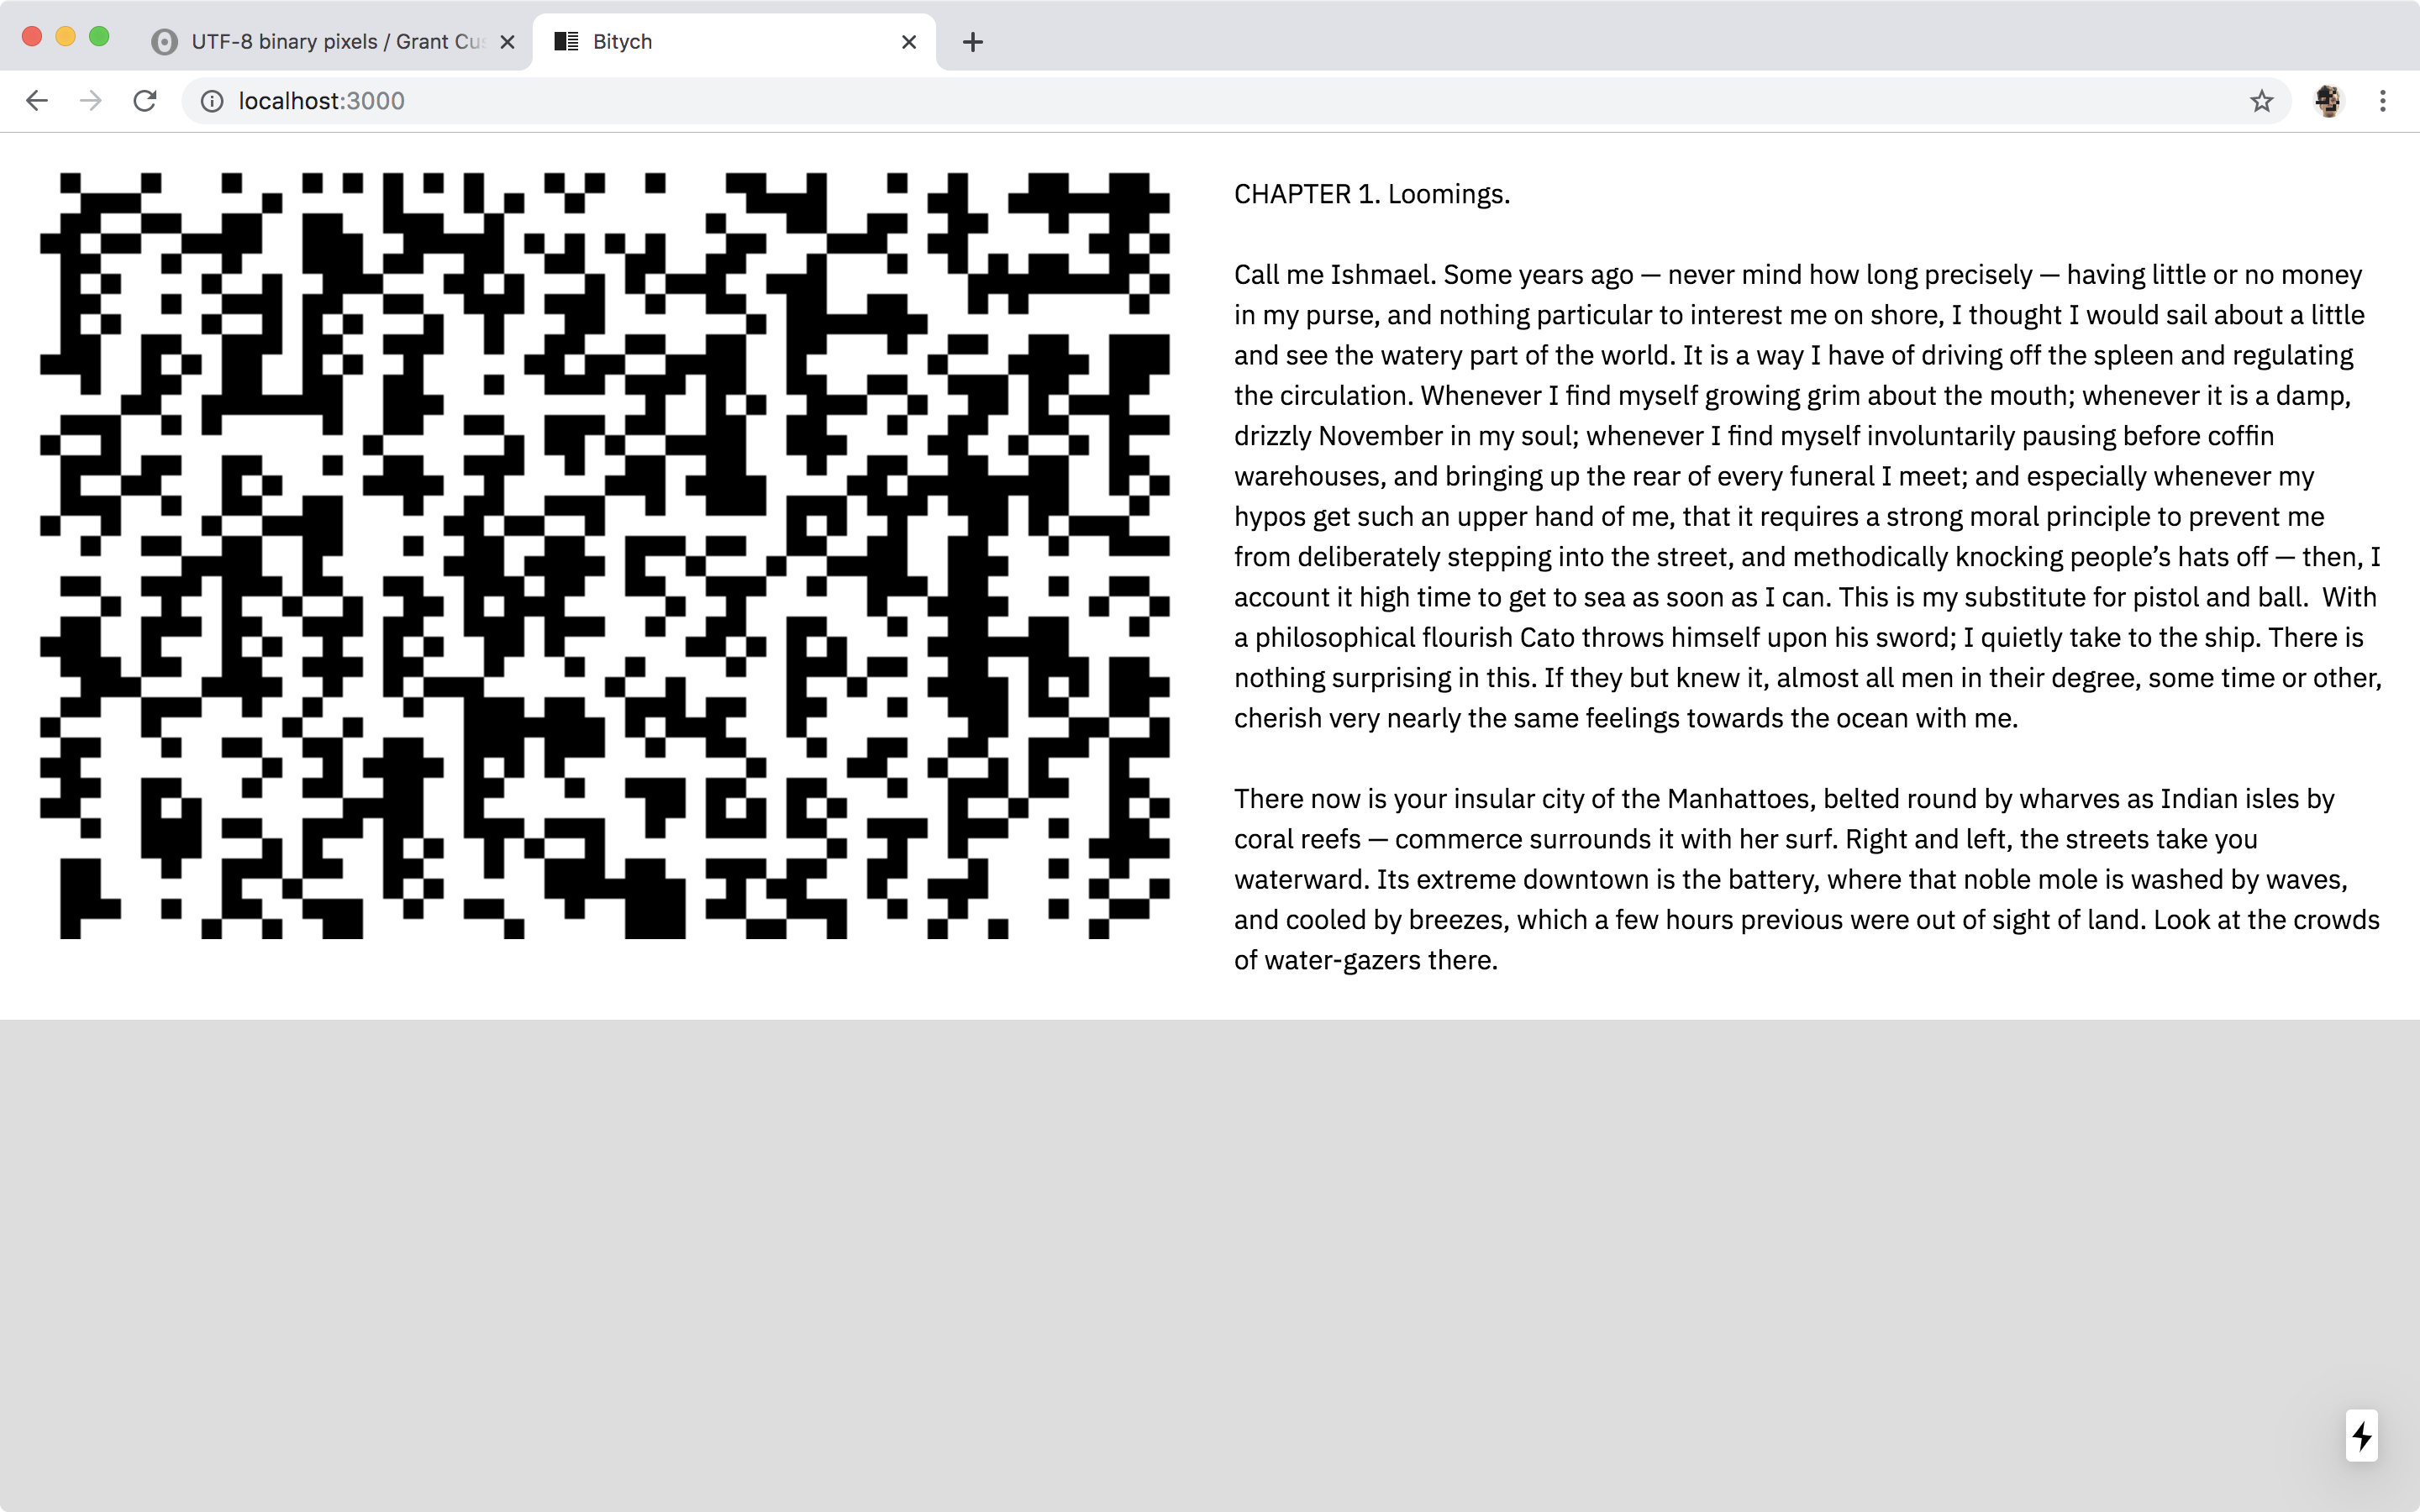 UTF-8 binary pixels / Grant Cus
Bitych
localhost:3000
CHAPTER 1. Loomings.
Call me Ishmael. Some years ago — never mind how long precisely — having little or no money
in my purse, and nothing particular to interest me on shore, I thought I would sail about a little
and see the watery part of the world. It is a way I have of driving off the spleen and regulating
the circulation. Whenever I find myself growing grim about the mouth; whenever it is a damp,
drizzly November in my soul; whenever I find myself involuntarily pausing before coffin
warehouses, and bringing up the rear of every funeral I meet; and especially whenever my
hypos get such an upper hand of me, that it requires a strong moral principle to prevent me
from deliberately stepping into the street, and methodically knocking people’s hats off — then, I
account it high time to get to sea as soon as I can. This is my substitute for pistol and ball.  With
a philosophical flourish Cato throws himself upon his sword; I quietly take to the ship. There is
nothing surprising in this. If they but knew it, almost all men in their degree, some time or other,
cherish very nearly the same feelings towards the ocean with me.
There now is your insular city of the Manhattoes, belted round by wharves as Indian isles by
coral reefs — commerce surrounds it with her surf. Right and left, the streets take you
waterward. Its extreme downtown is the battery, where that noble mole is washed by waves,
and cooled by breezes, which a few hours previous were out of sight of land. Look at the crowds
of water-gazers there.